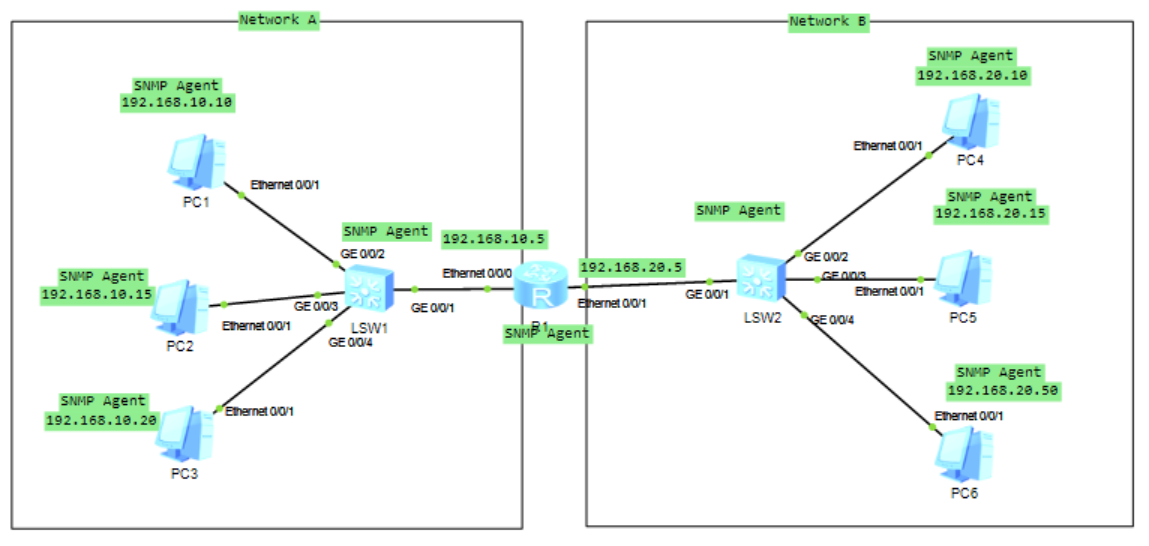 Network A
Network B
SNMP Agent
192.168.10.10
Ethernet 0/0/1
PC1
SNMP Agent
192.168.10.15
Ethernet 0/0/1
PC2
SNMP Agent
192.168.10.20
Ethernet 0/0/1
PC3
SNMP Agent
GE 0/0/2
GE 0/0/3
GE 0/0/4
LSW1
GE 0/0/1
192.168.10.5
Ethernet 0/0/0
R
R1
SNMP Agent
192.168.20.5
Ethernet 0/0/1
GE 0/0/1
SNMP Agent
LSW2
GE 0/0/2
GE 0/0/3
GE 0/0/4
SNMP Agent
192.168.20.10
Ethernet 0/0/1
PC4
SNMP Agent
192.168.20.15
Ethernet 0/0/1
PC5
SNMP Agent
192.168.20.50
Ethernet 0/0/1
PC6